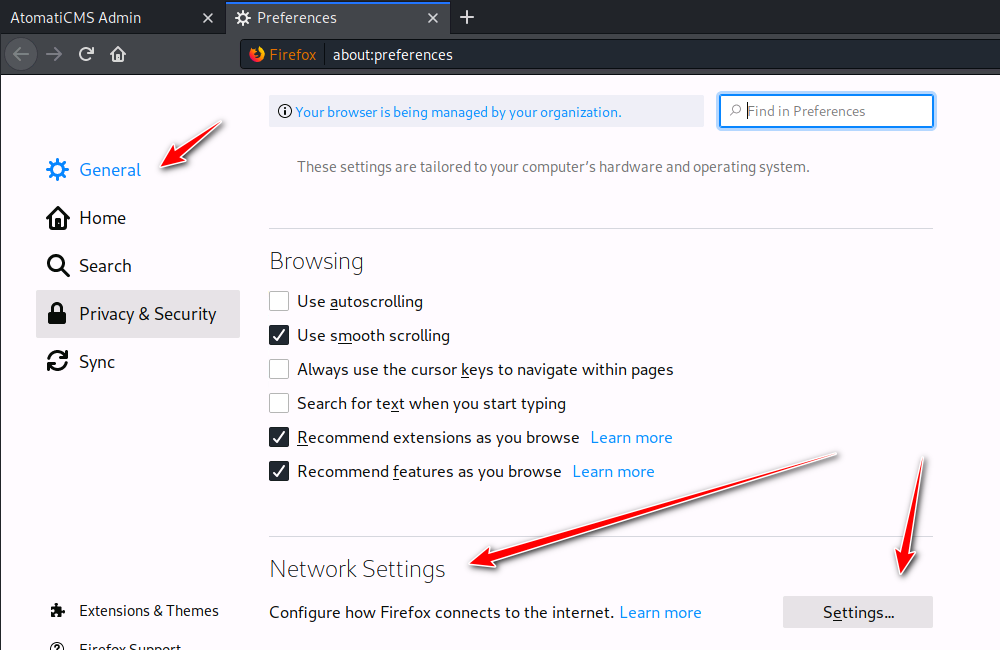 AtomatiCMS Admin
Preferences
Firefox
about:preferences
Your browser is being managed by your organization.
Find in Preferences
These settings are tailored to your computer’s hardware and operating system.
General
Home
Search
Privacy & Security
Sync
Extensions & Themes
Firefox Support
Browsing
Use autoscrolling
Use smooth scrolling
Always use the cursor keys to navigate within pages
Search for text when you start typing
Recommend extensions as you browse Learn more
Recommend features as you browse Learn more
Network Settings
Configure how Firefox connects to the internet. Learn more
Settings...